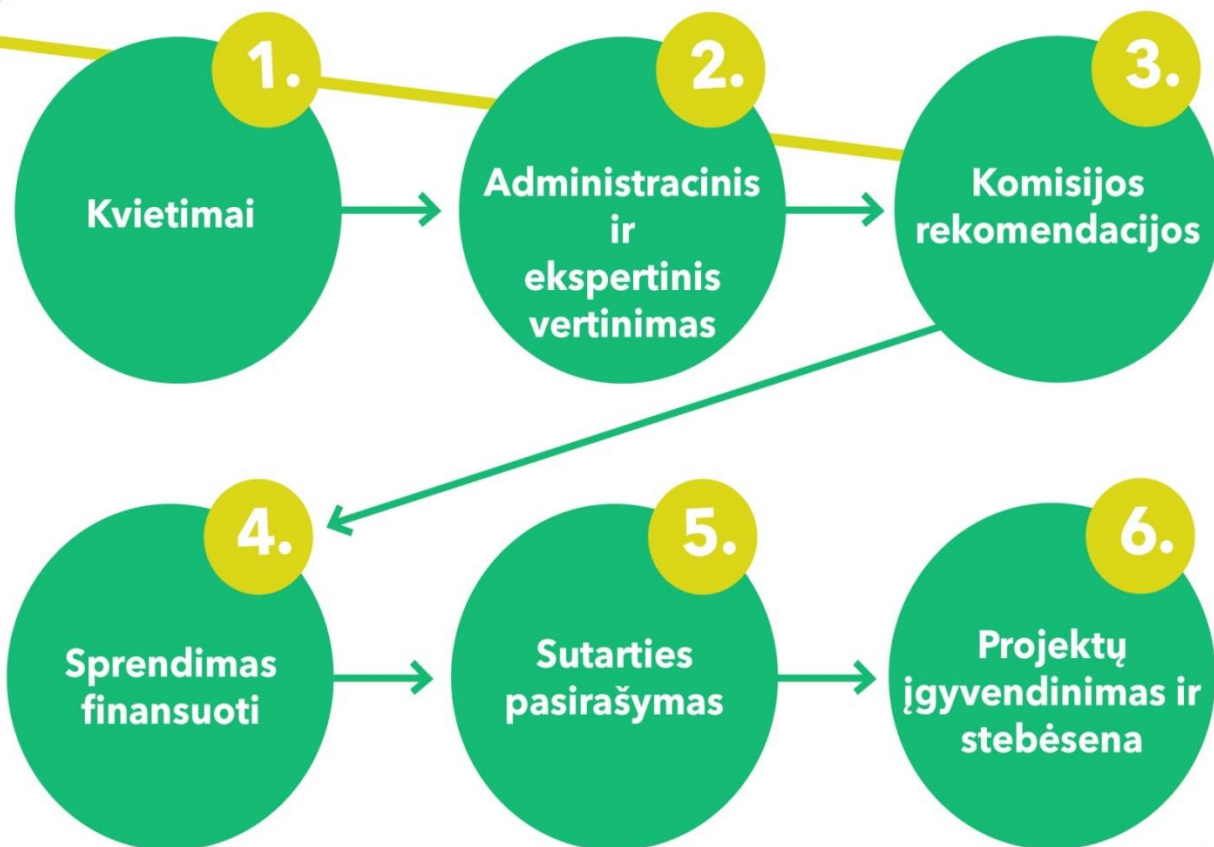 1.
Kvietimai
2.
Administracinis
ir
ekspertinis
vertinimas
3.
Komisijos
rekomendacijos
4.
Sprendimas
finansuoti
5.
Sutarties
pasirašymas
6.
Projektų
įgyvendinimas ir
stebėsena